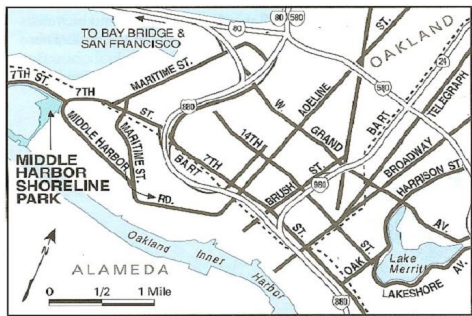 TO BAY BRIDGE &
SAN FRANCISCO
80
80
580
OAKLAND
ST.
7TH ST.
7TH
ST.
MARITIME ST.
880
W
GRAND
AV.
ADELINE
ST.
580
24
TELEGRAPH
BART
BROADWAY
HARRISON ST.
MIDDLE HARBOR
RD.
MARITIME ST.
BART
14TH
ST.
7TH
ST.
BRUSH
ST.
980
MIDDLE
HARBOR
SHORELINE
PARK
Oakland Inner Harbor
ALAMEDA
OAK ST.
Lake
Merritt
LAKESHORE AV.
880
0 1/2 1 Mile